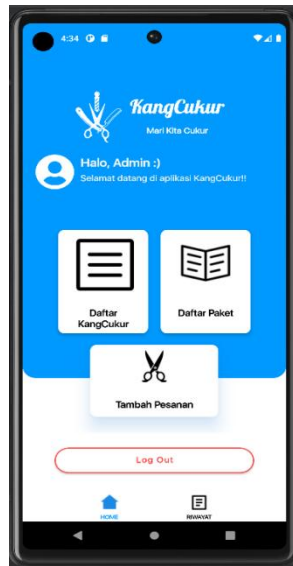 4:34
KangCukur
Mari Kita Cukur
Halo, Admin :)
Selamat datang di aplikasi KangCukur!!
Daftar
KangCukur
Daftar Paket
Tambah Pesanan
Log Out
HOME
RIWAYAT